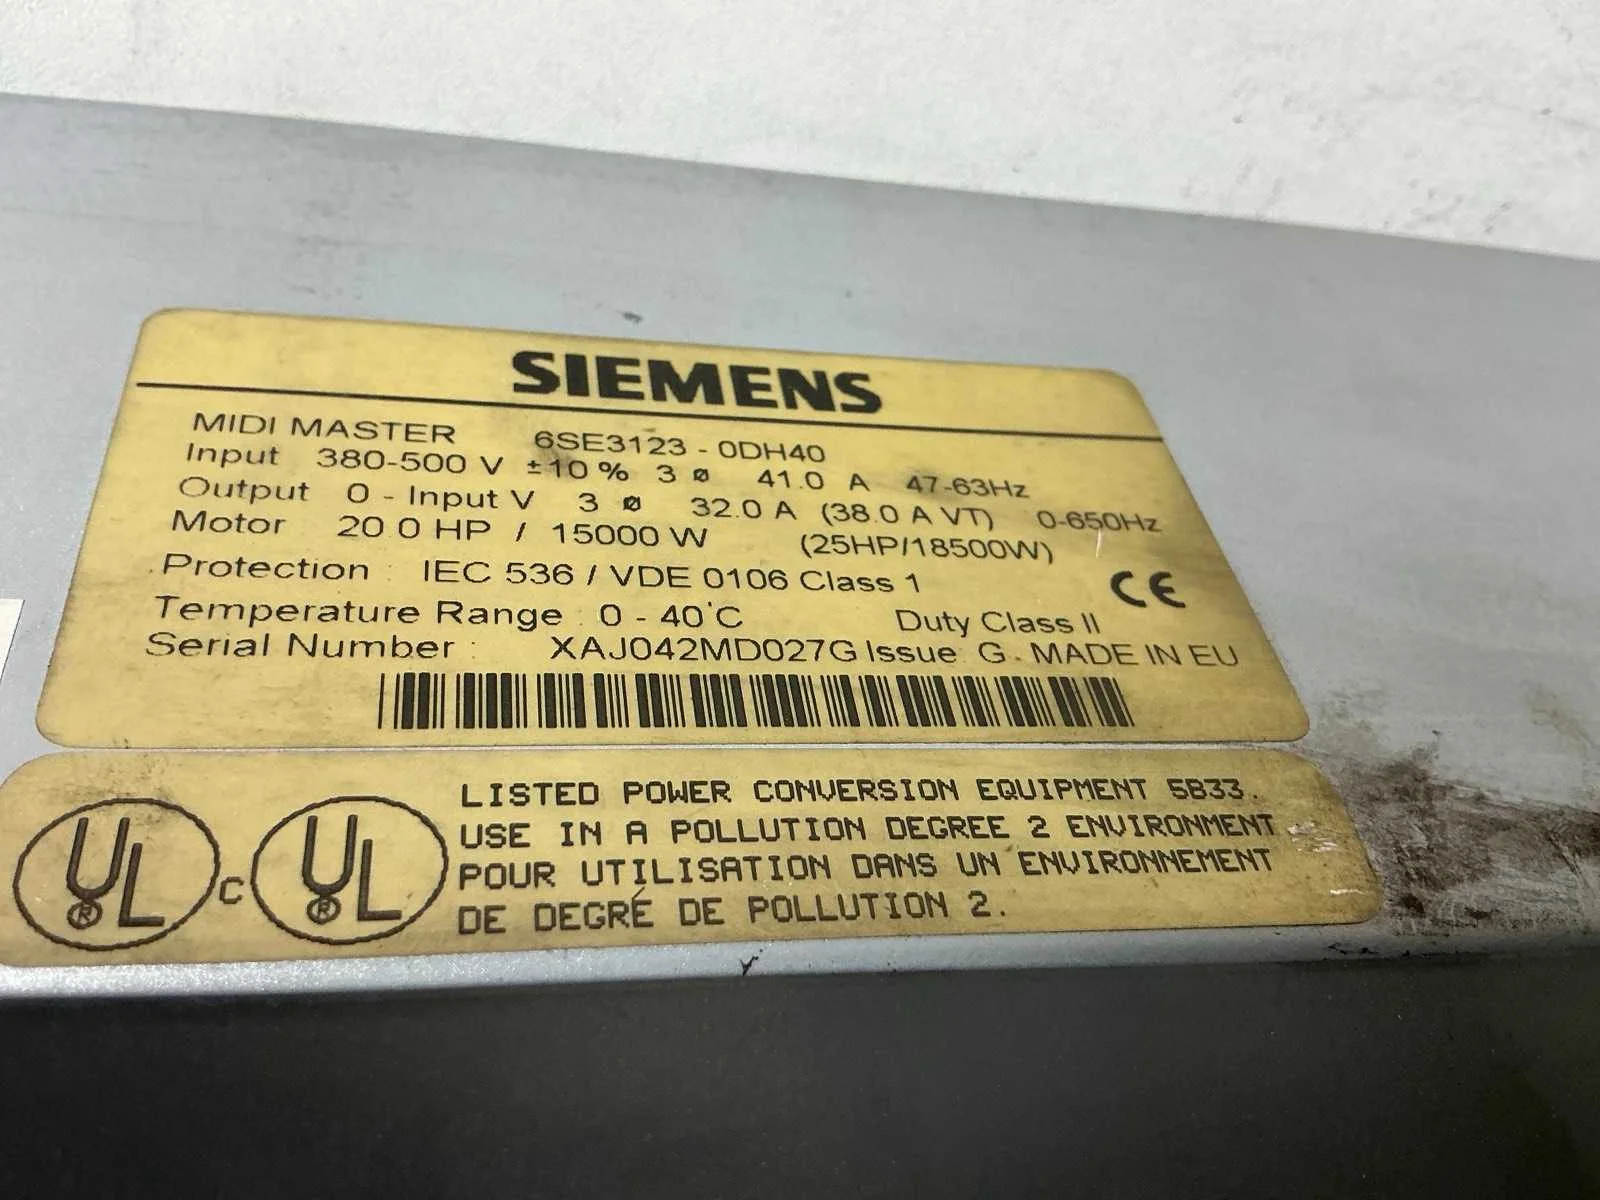 SIEMENS
MIDI MASTER 6SE3123 - 0DH40
Input 380-500 V ±10 % 3 ø 41.0 A 47-63Hz
Output 0 - Input V 3 ø 32.0 A (38.0 A VT) 0-650Hz
Motor 20.0 HP / 15000 W (25HP/18500W)
Protection : IEC 536 / VDE 0106 Class 1
CE
Temperature Range : 0 - 40°C Duty Class II
Serial Number : XAJ042MD027G Issue: G. MADE IN EU
UL ® C UL ®
LISTED POWER CONVERSION EQUIPMENT 5B33.
USE IN A POLLUTION DEGREE 2 ENVIRONMENT
POUR UTILISATION DANS UN ENVIRONNEMENT
DE DEGRÉ DE POLLUTION 2.